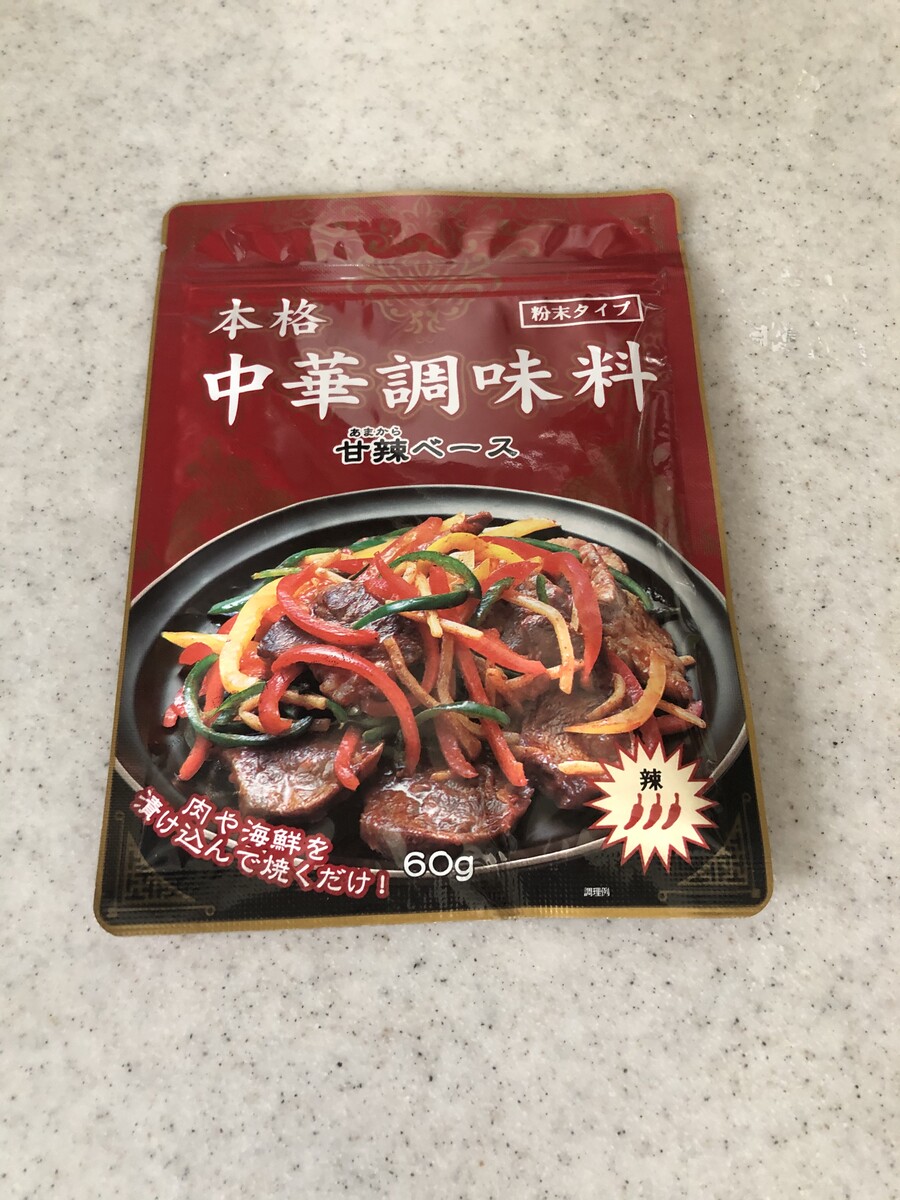 本格
粉末タイプ
中華調味料
あまから
甘辣ベース
辣
肉や海鮮を
漬け込んで焼くだけ!
60g
調理例